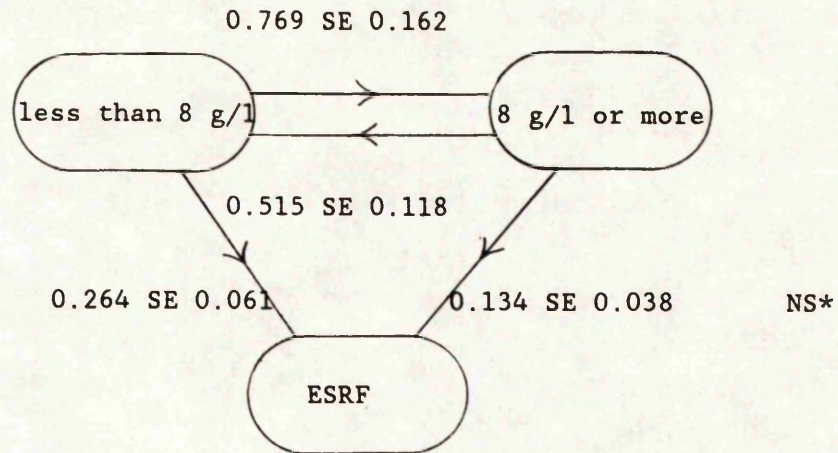 0.769 SE 0.162
less than 8 g/l
8 g/l or more
0.515 SE 0.118
0.264 SE 0.061
0.134 SE 0.038
NS*
ESRF